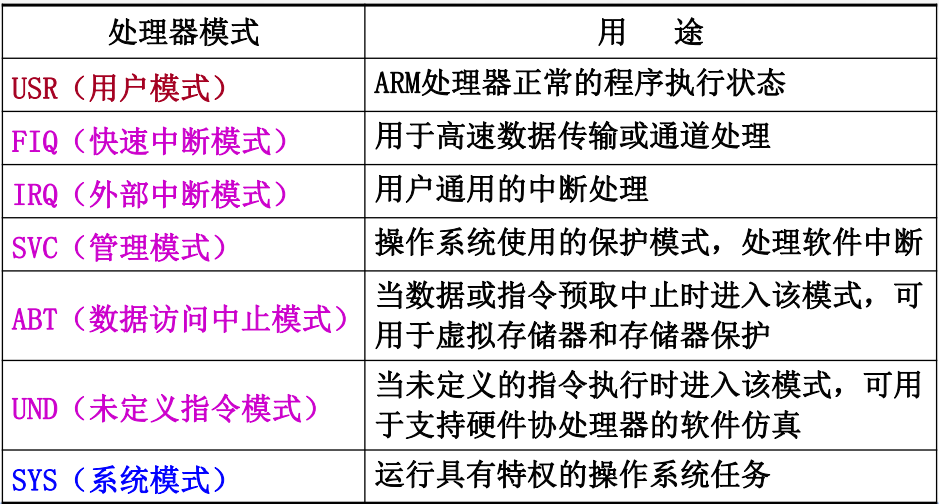 处理器模式
用 途
USR（用户模式）
ARM处理器正常的程序执行状态
FIQ（快速中断模式）
用于高速数据传输或通道处理
IRQ（外部中断模式）
用户通用的中断处理
SVC（管理模式）
操作系统使用的保护模式，处理软件中断
ABT（数据访问中止模式）
当数据或指令预取中止时进入该模式，可
用于虚拟存储器和存储器保护
UND（未定义指令模式）
当未定义的指令执行时进入该模式，可用
于支持硬件协处理器的软件仿真
SYS（系统模式）
运行具有特权的操作系统任务